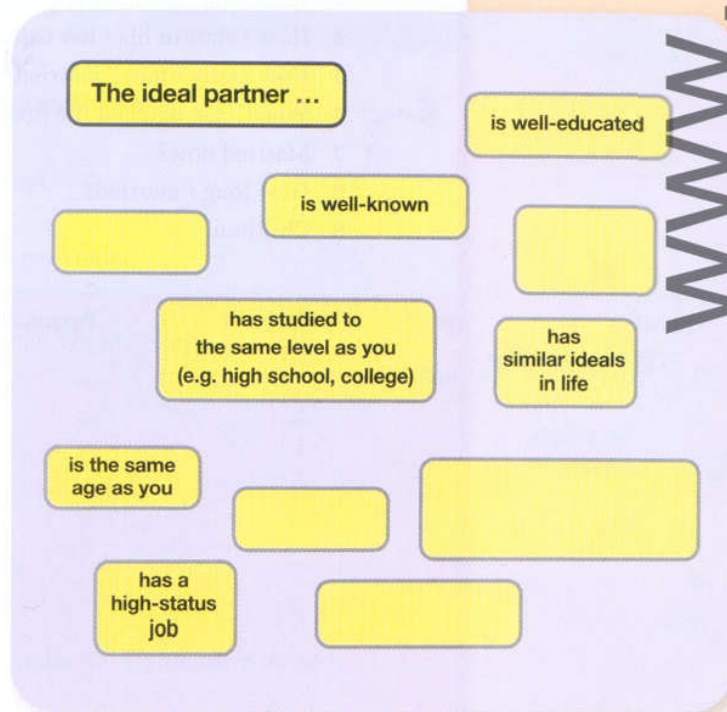 The ideal partner ...
is well-educated
is well-known
has studied to
the same level as you
(e.g. high school, college)
has
similar ideals
in life
is the same
age as you
has a
high-status
job